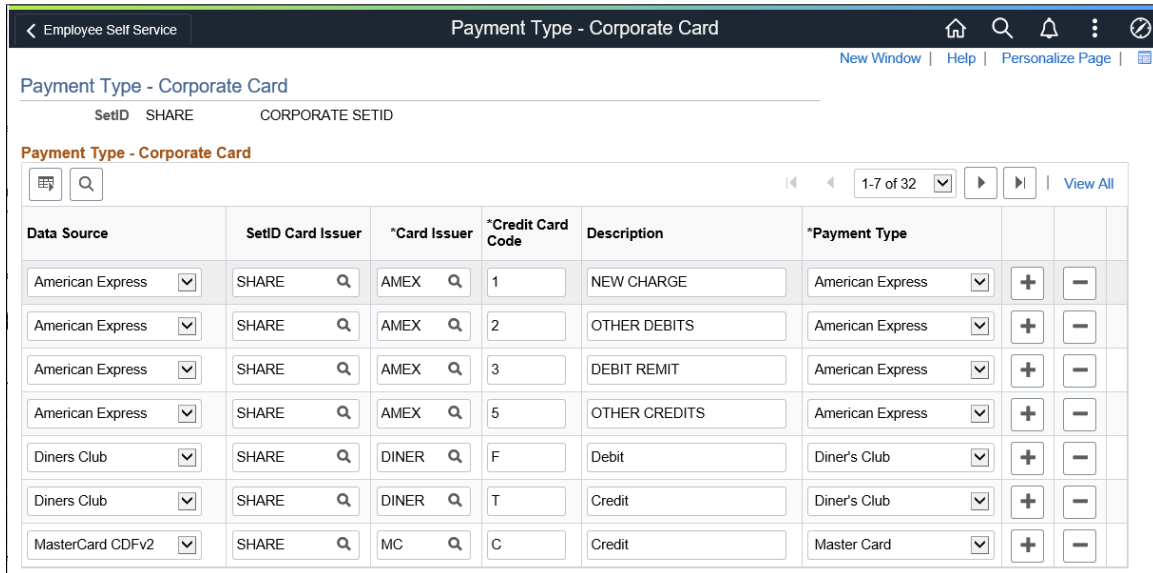 Employee Self Service
Payment Type - Corporate Card
New Window | Help | Personalize Page |
Payment Type - Corporate Card
SetID SHARE CORPORATE SETID
Payment Type - Corporate Card
1-7 of 32 | View All
Data Source SetID Card Issuer *Card Issuer *Credit Card Code Description *Payment Type
American Express SHARE AMEX 1 NEW CHARGE American Express
American Express SHARE AMEX 2 OTHER DEBITS American Express
American Express SHARE AMEX 3 DEBIT REMIT American Express
American Express SHARE AMEX 5 OTHER CREDITS American Express
Diners Club SHARE DINER F Debit Diner's Club
Diners Club SHARE DINER T Credit Diner's Club
MasterCard CDFv2 SHARE MC C Credit Master Card